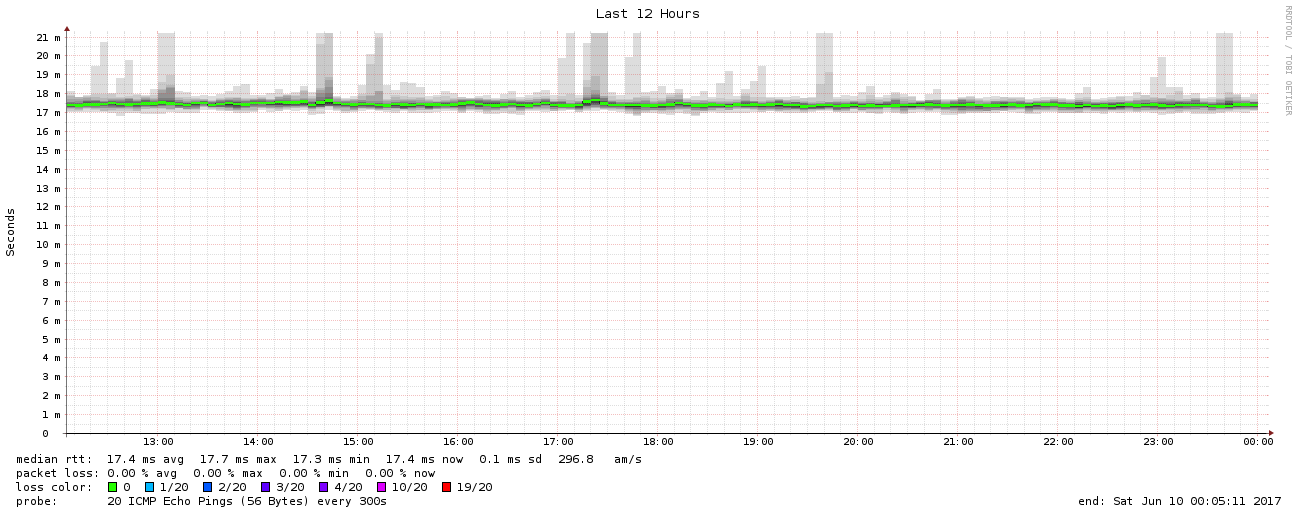 Last 12 Hours
RRDTOOL / TOBI OETIKER
Seconds
21 m
20 m
19 m
18 m
17 m
16 m
15 m
14 m
13 m
12 m
11 m
10 m
9 m
8 m
7 m
6 m
5 m
4 m
3 m
2 m
1 m
0
13:00 14:00 15:00 16:00 17:00 18:00 19:00 20:00 21:00 22:00 23:00 00:00
median rtt: 17.4 ms avg 17.7 ms max 17.3 ms min 17.4 ms now 0.1 ms sd 296.8 am/s
packet loss: 0.00 % avg 0.00 % max 0.00 % min 0.00 % now
loss color: 0 1/20 2/20 3/20 4/20 10/20 19/20
probe: 20 ICMP Echo Pings (56 Bytes) every 300s end: Sat Jun 10 00:05:11 2017